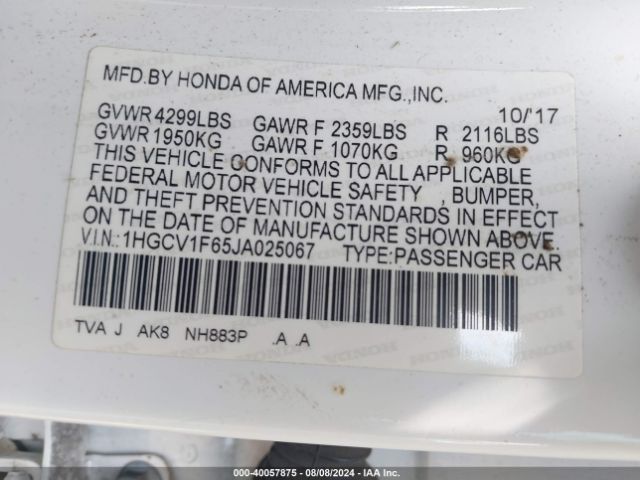 MFD.BY HONDA OF AMERICA MFG.,INC. 10/'17
GVWR 4299LBS GAWR F 2359LBS R 2116LBS
GVWR 1950KG GAWR F 1070KG R 960KG
THIS VEHICLE CONFORMS TO ALL APPLICABLE
FEDERAL MOTOR VEHICLE SAFETY , BUMPER,
AND THEFT PREVENTION STANDARDS IN EFFECT
ON THE DATE OF MANUFACTURE SHOWN ABOVE.
V.I.N.:1HGCV1F65JA025067 TYPE:PASSENGER CAR
TVA J AK8 NH883P .A .A
000-40057875 - 08/08/2024 - IAA Inc.